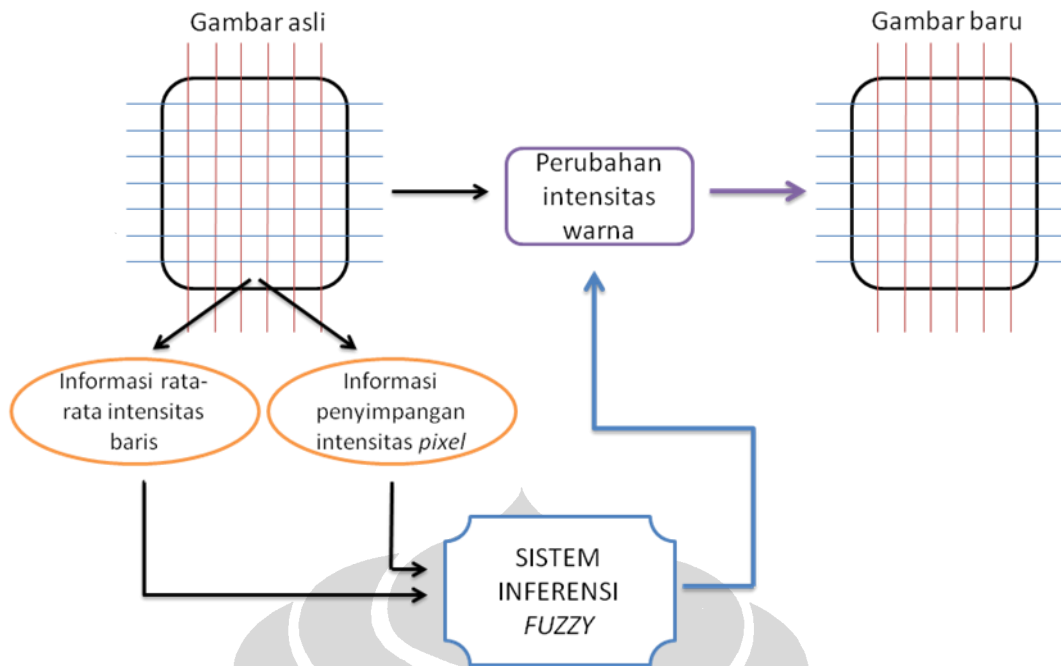 Gambar asli
Gambar baru
Perubahan
intensitas
warna
Informasi rata-
rata intensitas
baris
Informasi
penyimpangan
intensitas pixel
SISTEM
INFERENSI
FUZZY